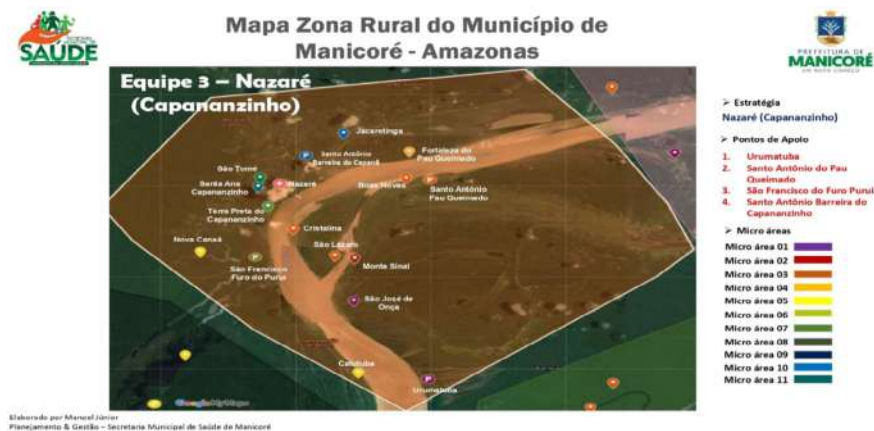 SAÚDE
Mapa Zona Rural do Município de
Manicoré - Amazonas
PREFEITURA DE
MANICORÉ
UM NOVO COMEÇO
Equipe 3 – Nazaré
(Capananzinho)
Jacaretinga
Santo Antônio
Barreira do Capanã
Fortaleza do
Pau Queimado
São Tomé
Santa Ana
Capananzinho
Nazaré
Boas Novas
Santo Antônio
Pau Queimado
Terra Preta do
Capananzinho
Cristalina
Nova Canaã
São Lázaro
São Francisco
Furo do Puruí
Monte Sinai
São José de
Onça
Urumatuba
Google My Maps
➢ Estratégia
Nazaré (Capananzinho)
➢ Pontos de Apoio
1. Urumatuba
2. Santo Antônio do Pau
Queimado
3. São Francisco do Furo Puruí
4. Santo Antônio Barreira do
Capananzinho
➢ Micro áreas
Micro área 01
Micro área 02
Micro área 03
Micro área 04
Micro área 05
Micro área 06
Micro área 07
Micro área 08
Micro área 09
Micro área 10
Micro área 11
Elaborado por Manoel Júnior
Planejamento & Gestão – Secretaria Municipal de Saúde de Manicoré